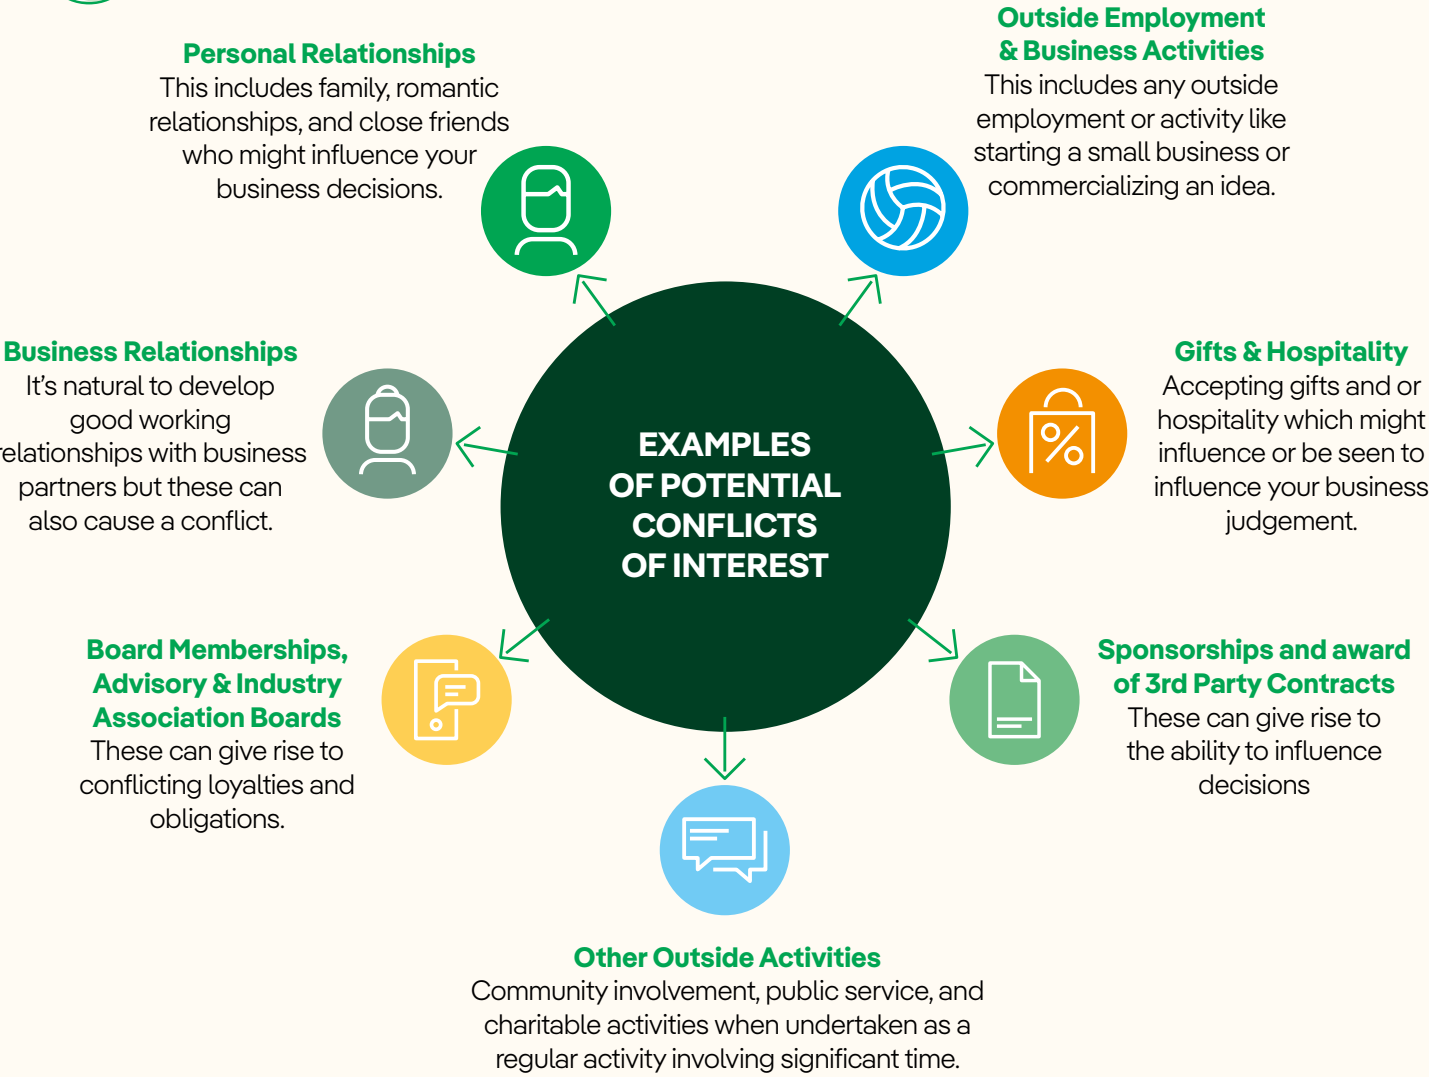 Outside Employment
& Business Activities
This includes any outside
employment or activity like
starting a small business or
commercializing an idea.
Personal Relationships
This includes family, romantic
relationships, and close friends
who might influence your
business decisions.
Business Relationships
It’s natural to develop
good working
relationships with business
partners but these can
also cause a conflict.
EXAMPLES
OF POTENTIAL
CONFLICTS
OF INTEREST
Gifts & Hospitality
Accepting gifts and or
hospitality which might
influence or be seen to
influence your business
judgement.
%
Board Memberships,
Advisory & Industry
Association Boards
These can give rise to
conflicting loyalties and
obligations.
Sponsorships and award
of 3rd Party Contracts
These can give rise to
the ability to influence
decisions
Other Outside Activities
Community involvement, public service, and
charitable activities when undertaken as a
regular activity involving significant time.